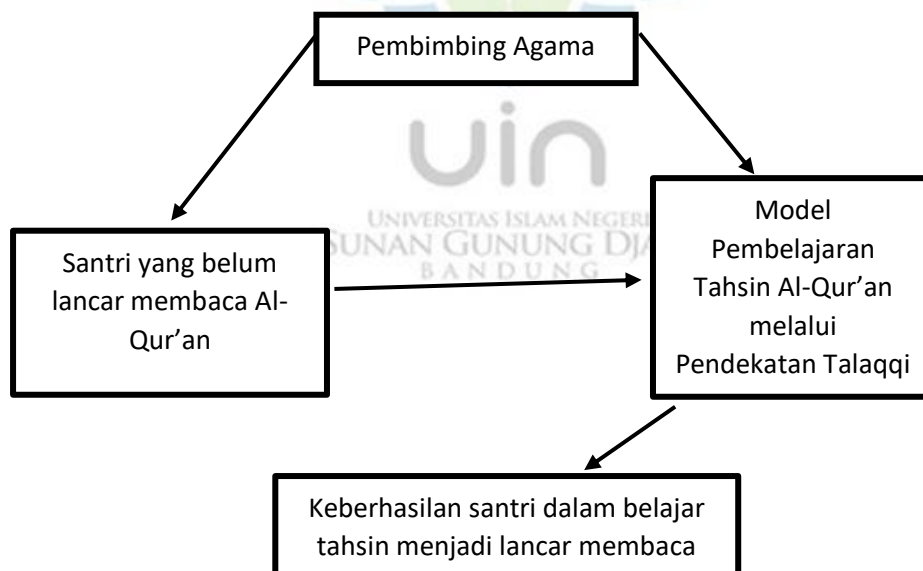 Pembimbing Agama
uin
UNIVERSITAS ISLAM NEGERI
SUNAN GUNUNG
BANDUNG
Santri yang belum
lancar membaca Al-
Qur’an
Model
Pembelajaran
Tahsin Al-Qur’an
melalui
Pendekatan Talaqqi
Keberhasilan santri dalam belajar
tahsin menjadi lancar membaca